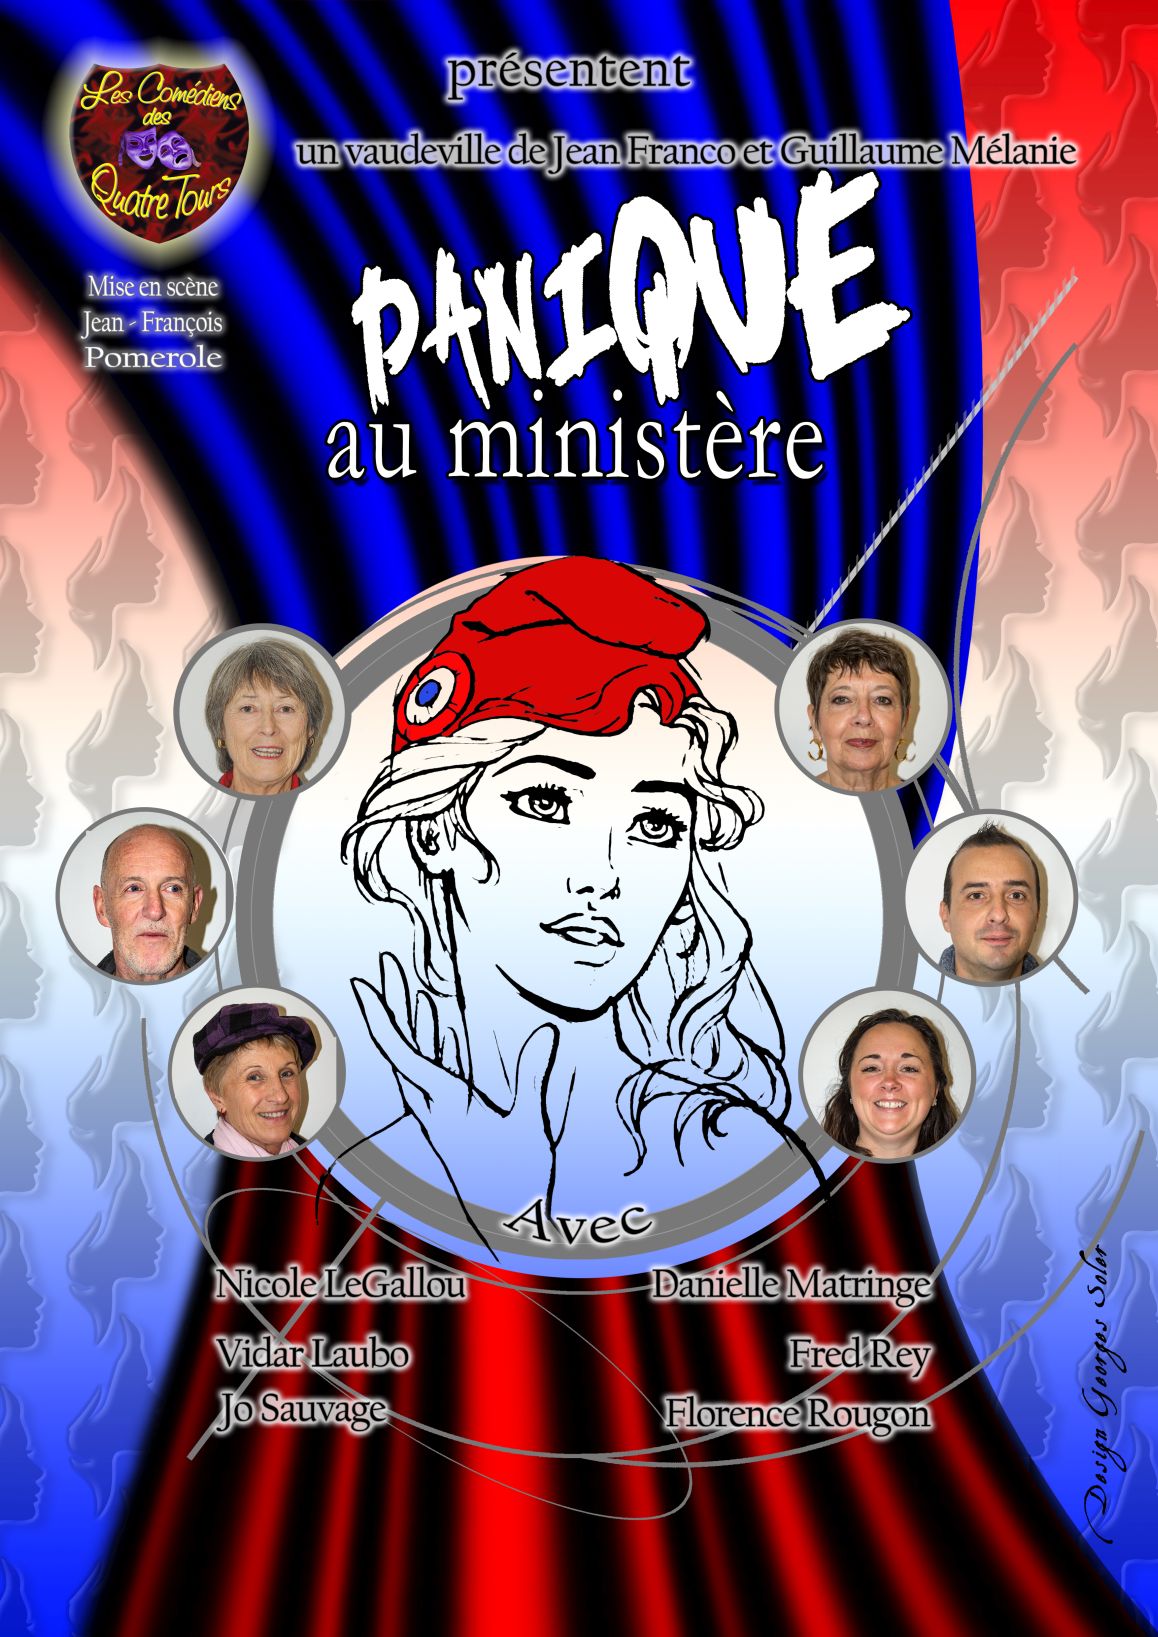 Les Comédiens
des
Quatre Tours
présentent
un vaudeville de Jean Franco et Guillaume Mélanie
PANIQUE
au ministère
Mise en scène
Jean - François
Pomerole
Avec
Nicole LeGallou
Danielle Matringe
Vidar Laubo
Fred Rey
Jo Sauvage
Florence Rougon
Design Georges Soler